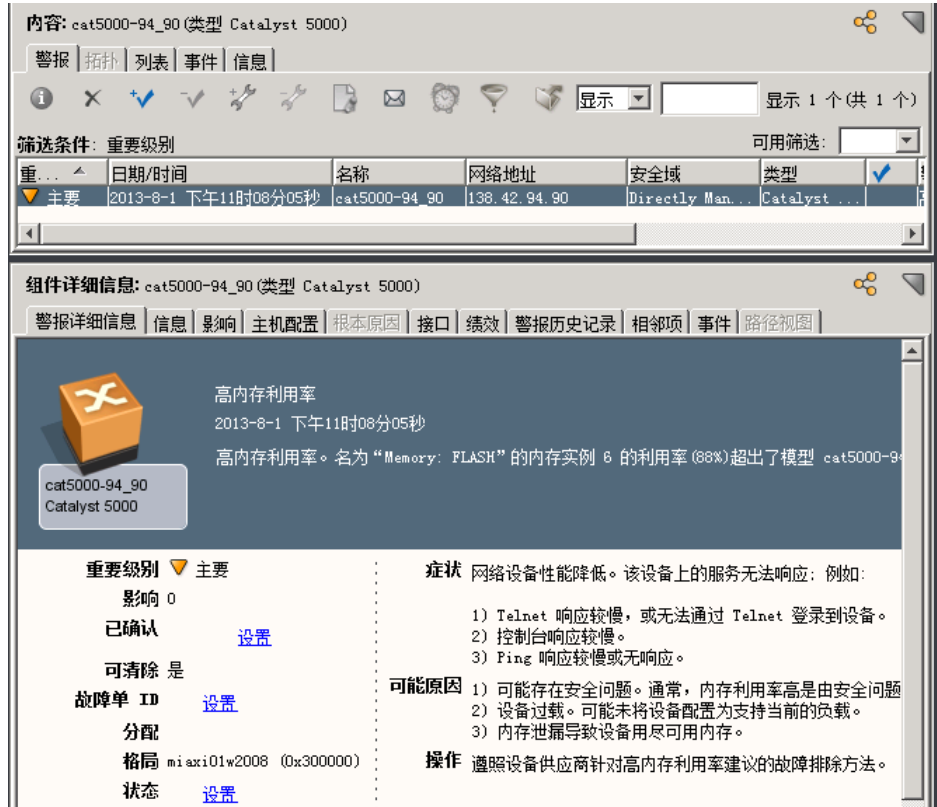 内容: cat5000-94_90(类型 Catalyst 5000)
警报 拓扑 列表 事件 信息
显示 显示 1 个(共 1 个)
筛选条件: 重要级别 可用筛选:
重... 日期/时间 名称 网络地址 安全域 类型
主要 2013-8-1 下午11时08分05秒 cat5000-94_90 138.42.94.90 Directly Man... Catalyst ...
组件详细信息: cat5000-94_90(类型 Catalyst 5000)
警报详细信息 信息 影响 主机配置 根本原因 接口 绩效 警报历史记录 相邻项 事件 路径视图
高内存利用率
2013-8-1 下午11时08分05秒
高内存利用率。名为“Memory: FLASH”的内存实例 6 的利用率(88%)超出了模型 cat5000-9
cat5000-94_90
Catalyst 5000
重要级别 主要
影响 0
已确认 设置
可清除 是
故障单 ID 设置
分配
格局 miaxi01w2008 (0x300000)
状态 设置
症状 网络设备性能降低。该设备上的服务无法响应; 例如:
1) Telnet 响应较慢，或无法通过 Telnet 登录到设备。
2) 控制台响应较慢。
3) Ping 响应较慢或无响应。
可能原因 1) 可能存在安全问题。通常，内存利用率高是由安全问题
2) 设备过载。可能未将设备配置为支持当前的负载。
3) 内存泄漏导致设备用尽可用内存。
操作 遵照设备供应商针对高内存利用率建议的故障排除方法。